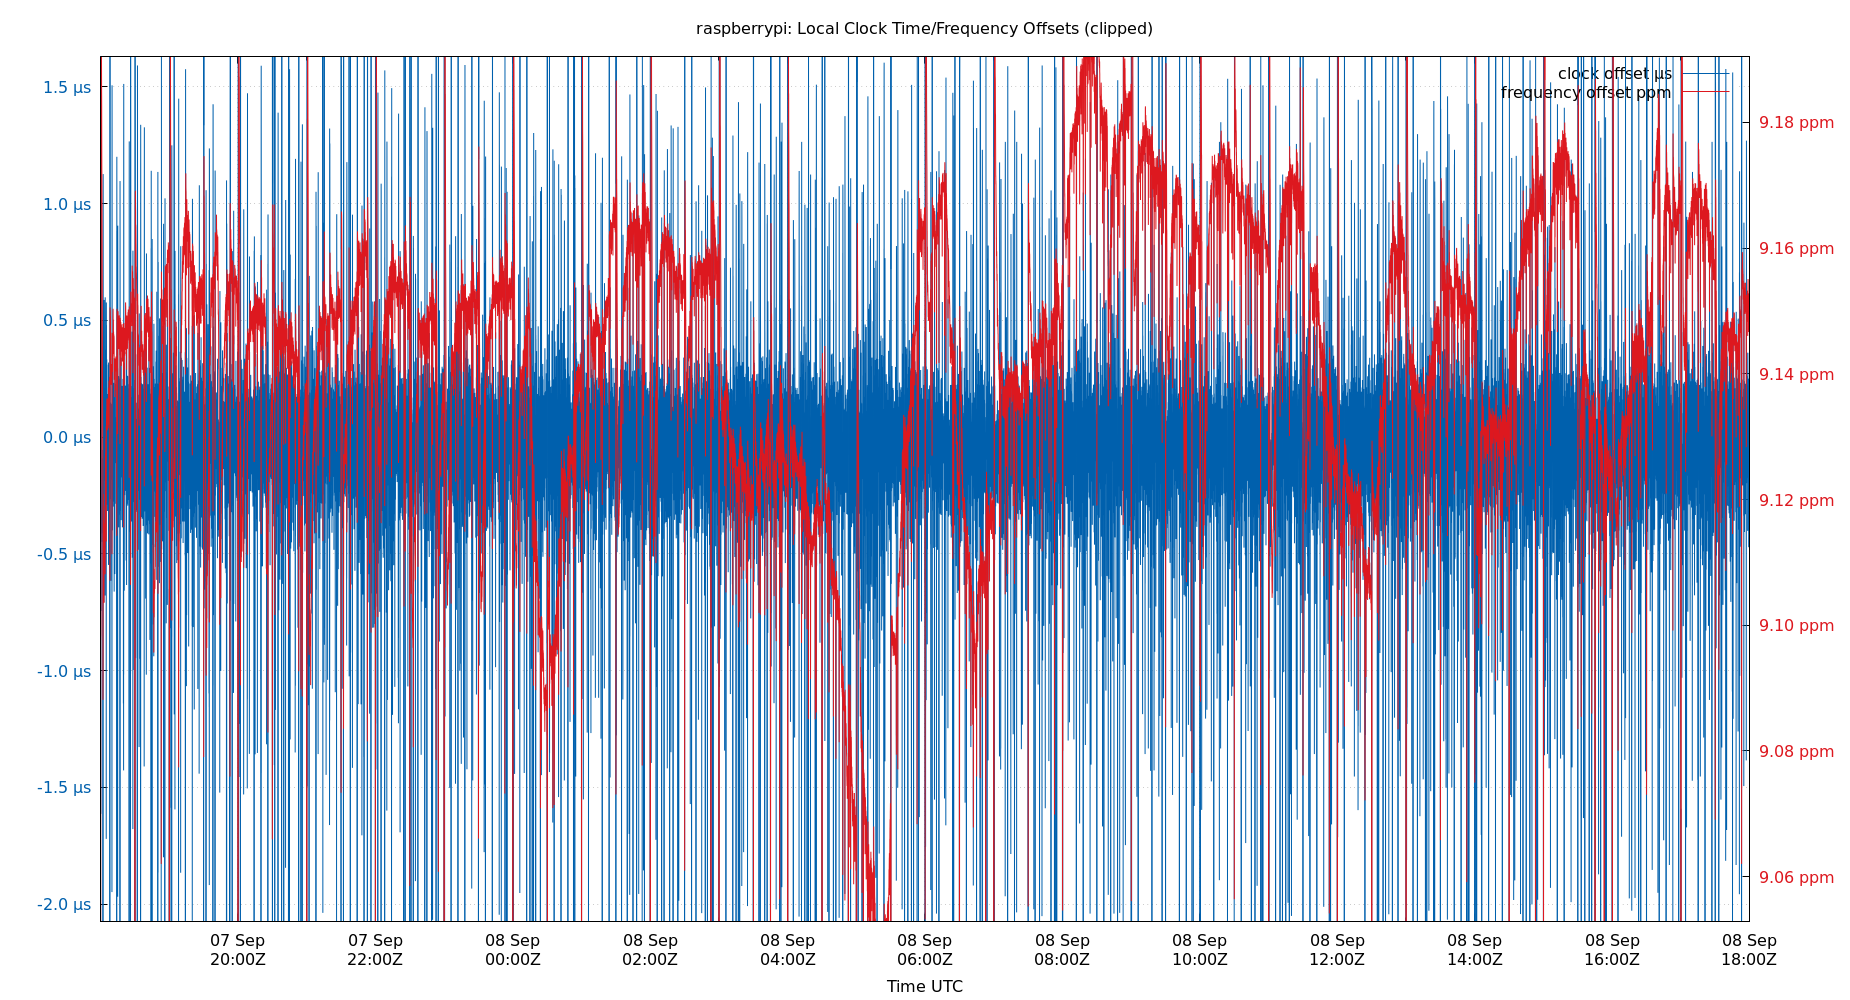 raspberrypi: Local Clock Time/Frequency Offsets (clipped)
clock offset µs
frequency offset ppm
1.5 µs
1.0 µs
0.5 µs
0.0 µs
-0.5 µs
-1.0 µs
-1.5 µs
-2.0 µs
9.18 ppm
9.16 ppm
9.14 ppm
9.12 ppm
9.10 ppm
9.08 ppm
9.06 ppm
07 Sep 07 Sep 08 Sep 08 Sep 08 Sep 08 Sep 08 Sep 08 Sep 08 Sep 08 Sep 08 Sep 08 Sep
20:00Z 22:00Z 00:00Z 02:00Z 04:00Z 06:00Z 08:00Z 10:00Z 12:00Z 14:00Z 16:00Z 18:00Z
Time UTC